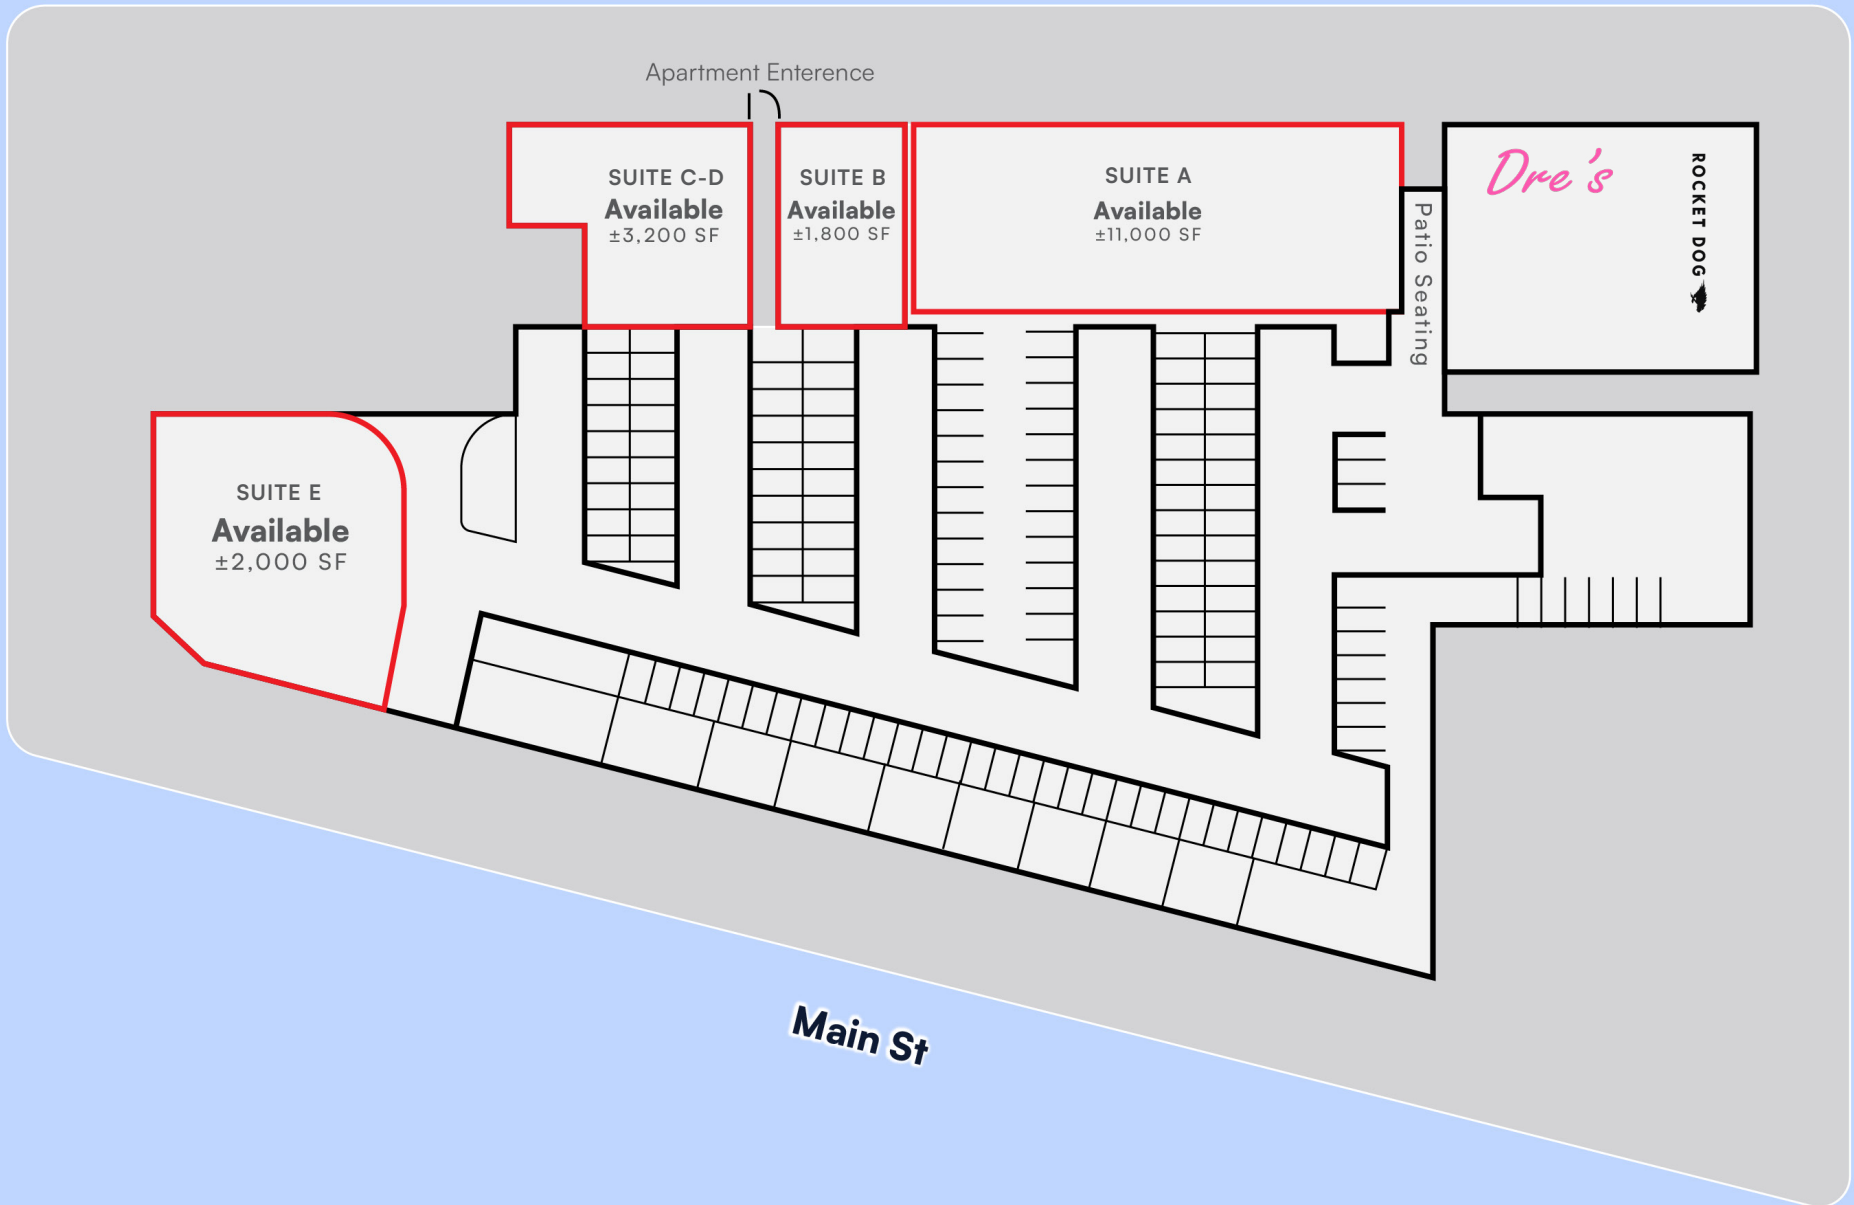 Apartment Enterence
SUITE C-D
Available
±3,200 SF
SUITE B
Available
±1,800 SF
SUITE A
Available
±11,000 SF
Patio Seating
Dre's
ROCKET DOG
SUITE E
Available
±2,000 SF
Main St